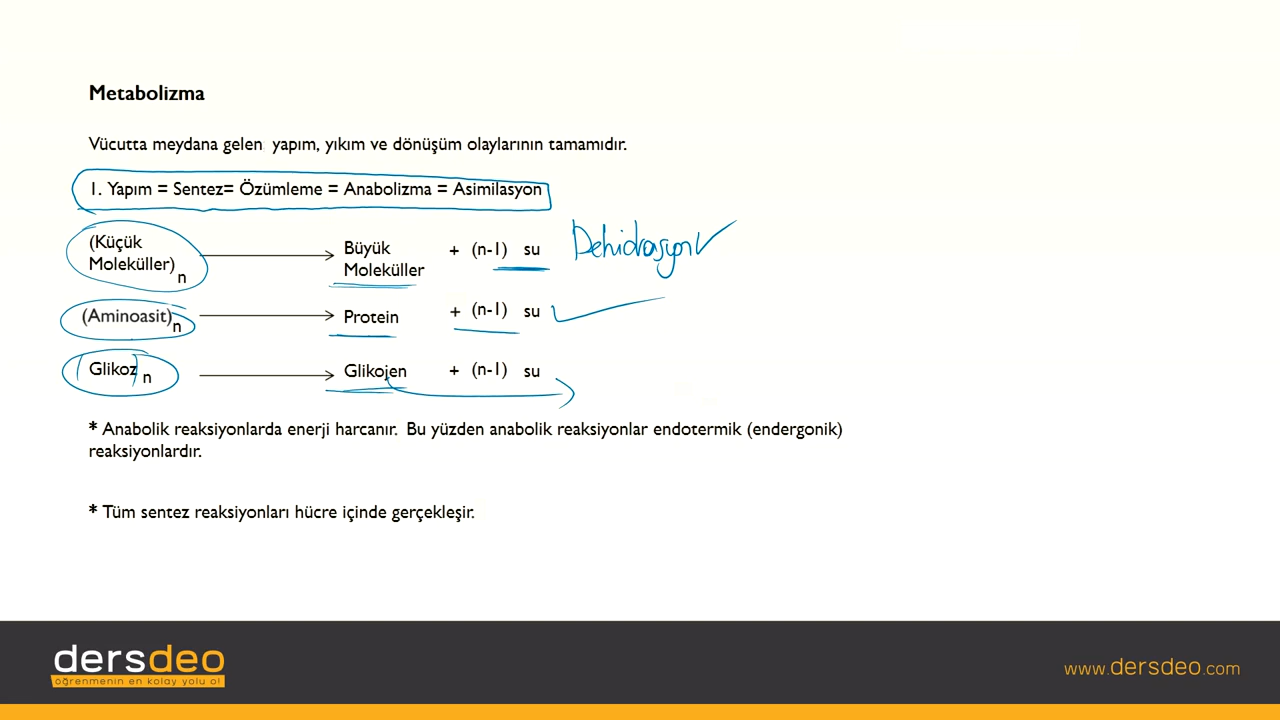 Metabolizma
Vücutta meydana gelen yapım, yıkım ve dönüşüm olaylarının tamamıdır.
1. Yapım = Sentez= Özümleme = Anabolizma = Asimilasyon
(Küçük Moleküller)n → Büyük Moleküller + (n-1) su Dehidrasyon ✓
(Aminoasit)n → Protein + (n-1) su ✓
(Glikoz)n → Glikojen + (n-1) su
* Anabolik reaksiyonlarda enerji harcanır. Bu yüzden anabolik reaksiyonlar endotermik (endergonik)
reaksiyonlardır.
* Tüm sentez reaksiyonları hücre içinde gerçekleşir.
dersdeo
öğrenmenin en kolay yolu o!
www.dersdeo.com